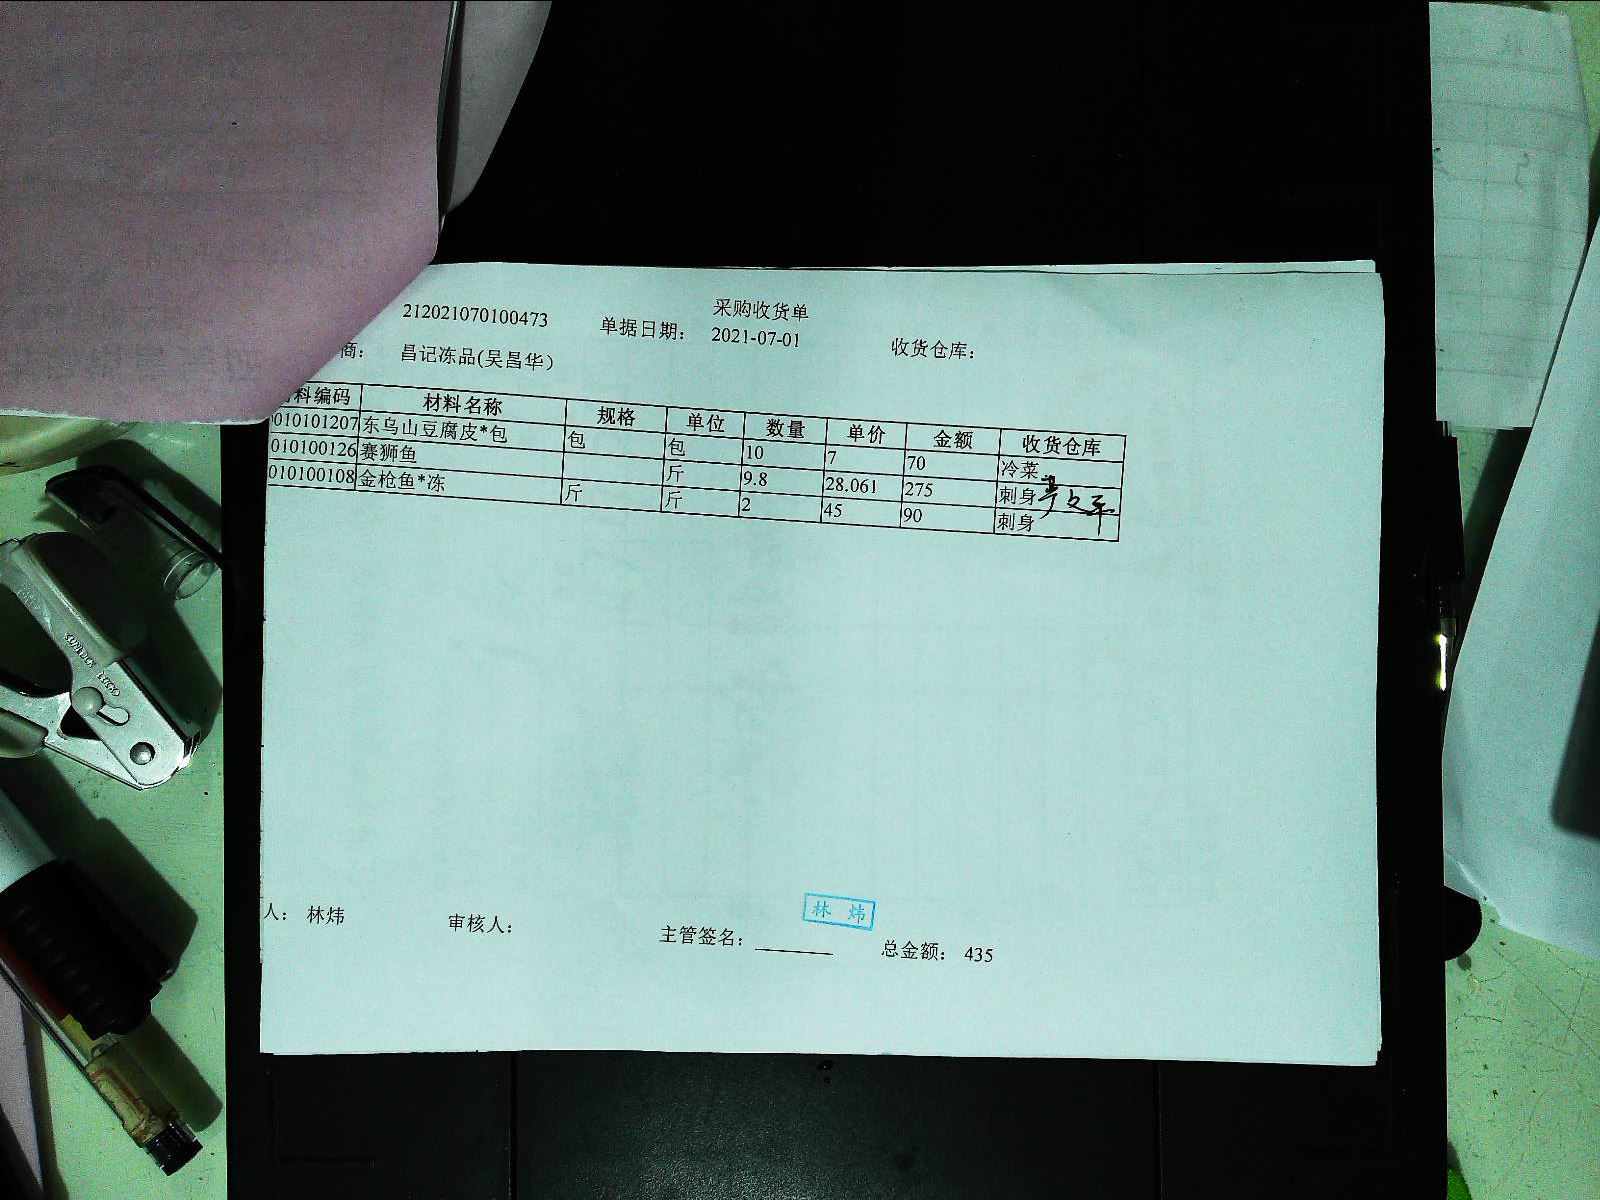 采购收货单
212021070100473 单据日期： 2021-07-01 收货仓库：
商： 昌记冻品(吴昌华）
料编码 材料名称 规格 单位 数量 单价 金额 收货仓库
010101207 东乌山豆腐皮*包 包 包 10 7 70 冷菜
010100126 赛狮鱼 斤 9.8 28.061 275 刺身
010100108 金枪鱼*冻 斤 斤 2 45 90 刺身
林 炜
人： 林炜 审核人： 主管签名： 总金额： 435